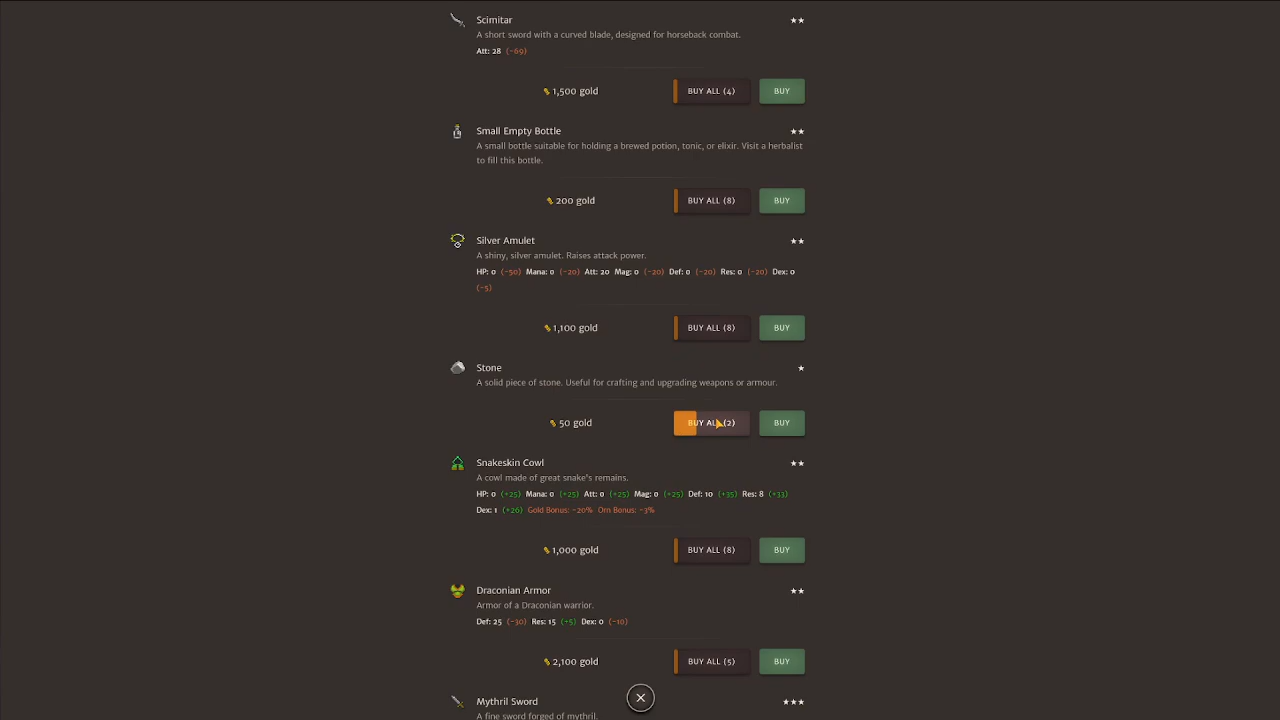 Scimitar ★★
A short sword with a curved blade, designed for horseback combat.
Att: 28 (-69)
1,500 gold BUY ALL (4) BUY
Small Empty Bottle ★★
A small bottle suitable for holding a brewed potion, tonic, or elixir. Visit a herbalist
to fill this bottle.
200 gold BUY ALL (8) BUY
Silver Amulet ★★
A shiny, silver amulet. Raises attack power.
HP: 0 (-50) Mana: 0 (-20) Att: 20 Mag: 0 (-20) Def: 0 (-20) Res: 0 (-20) Dex: 0
(-5)
1,100 gold BUY ALL (8) BUY
Stone ★
A solid piece of stone. Useful for crafting and upgrading weapons or armour.
50 gold BUY ALL (2) BUY
Snakeskin Cowl ★★
A cowl made of great snake's remains.
HP: 0 (+25) Mana: 0 (+25) Att: 0 (+25) Mag: 0 (+25) Def: 10 (+35) Res: 8 (+33)
Dex: 1 (+26) Gold Bonus: -20% Orn Bonus: -3%
1,000 gold BUY ALL (8) BUY
Draconian Armor ★★
Armor of a Draconian warrior.
Def: 25 (-30) Res: 15 (+5) Dex: 0 (-10)
2,100 gold BUY ALL (5) BUY
Mythril Sword ★★★
A fine sword forged of mythril.